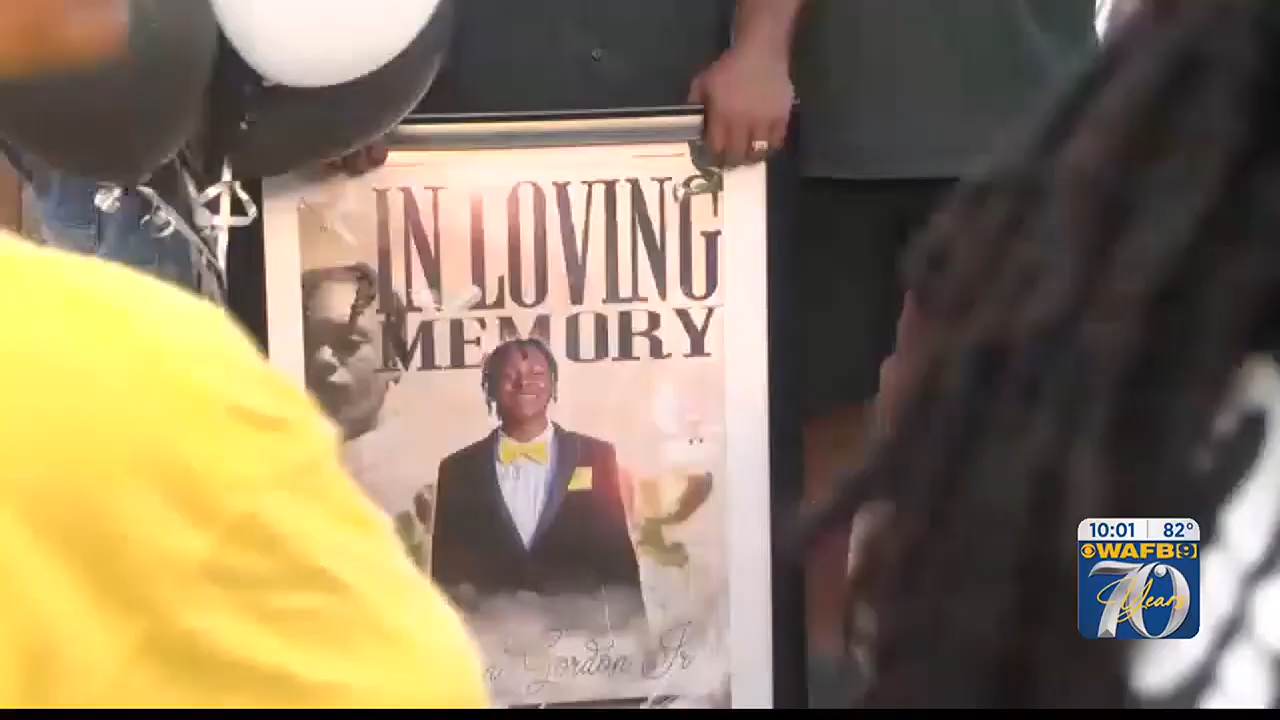 IN LOVING
MEMORY
Gordon Jr
10:01 82°
WAFB 9
70
Years